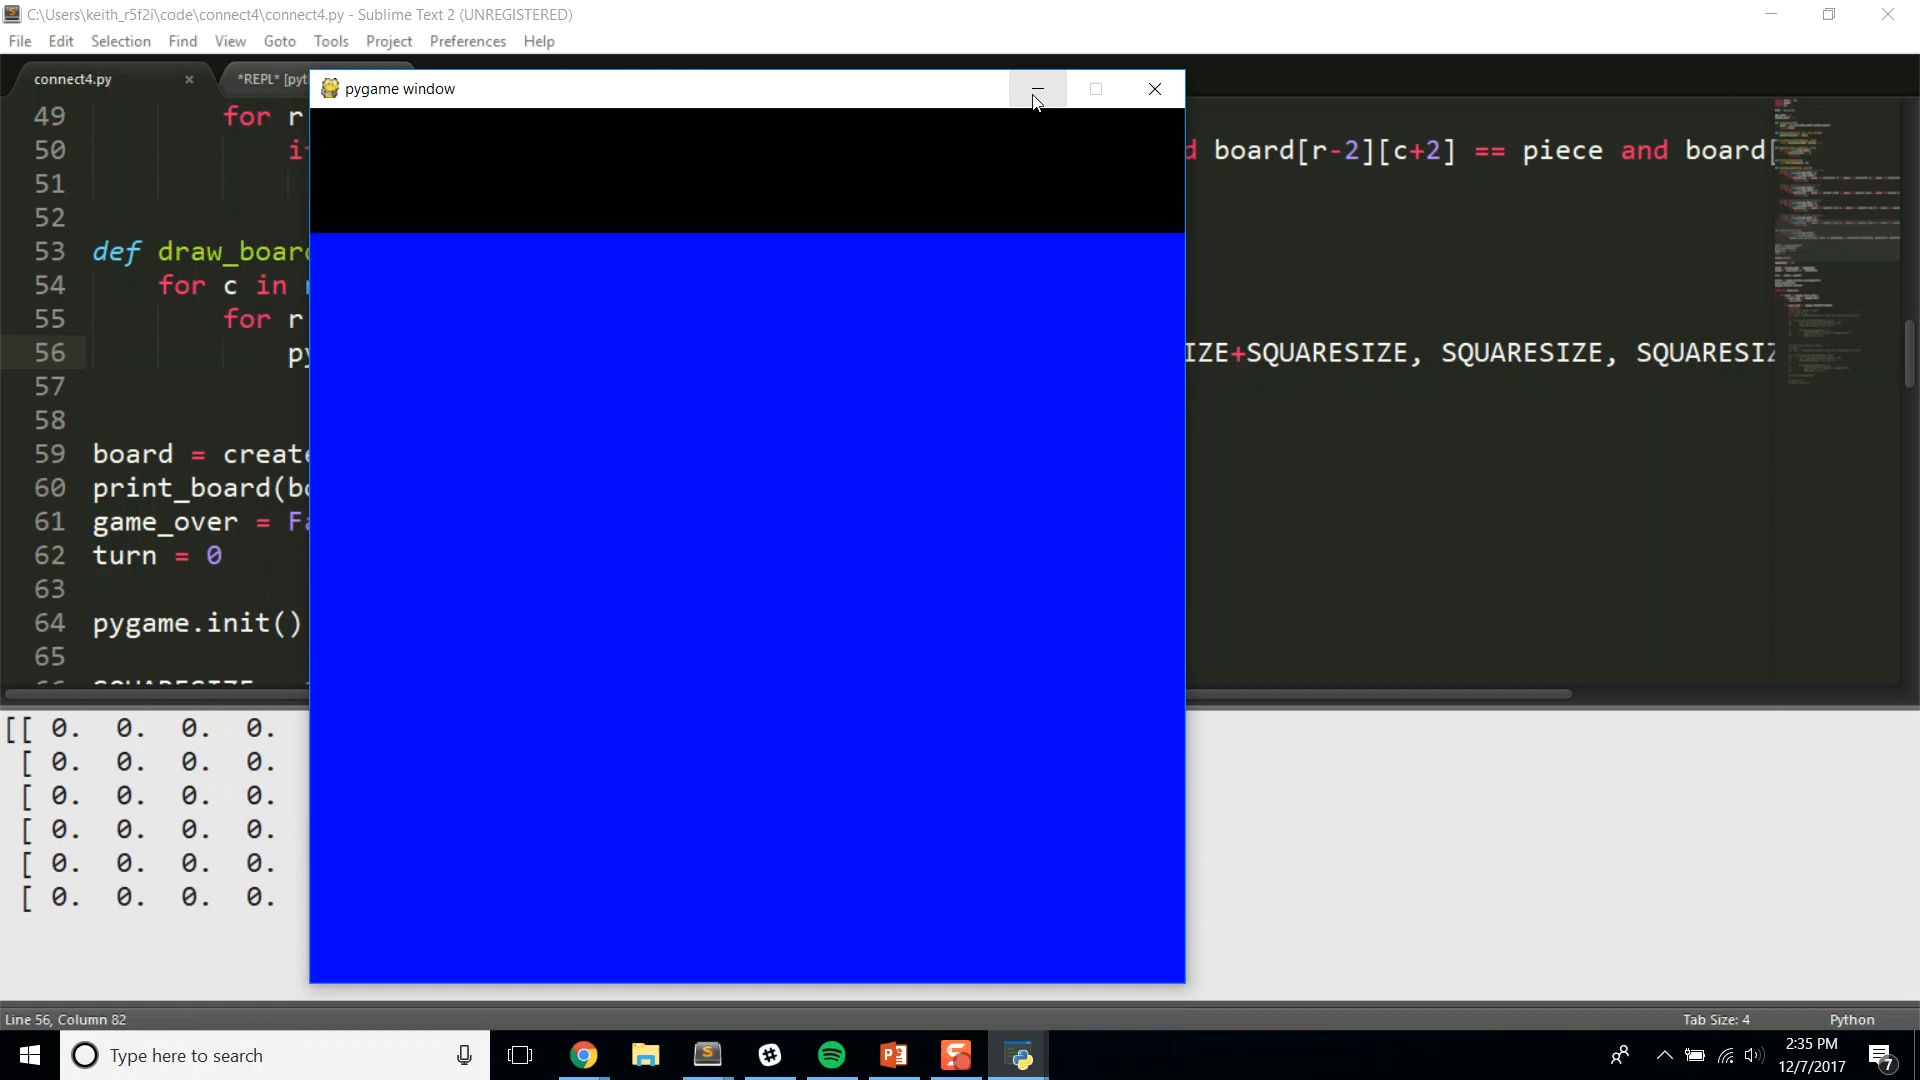 C:\Users\keith_r5f2i\code\connect4\connect4.py - Sublime Text 2 (UNREGISTERED)
File Edit Selection Find View Goto Tools Project Preferences Help
connect4.py × *REPL* [pyt
pygame window
49 for r
50 i d board[r-2][c+2] == piece and board[
51
52
53 def draw_board
54 for c in
55 for r
56 py IZE+SQUARESIZE, SQUARESIZE, SQUARESIZ
57
58
59 board = create
60 print_board(bo
61 game_over = Fa
62 turn = 0
63
64 pygame.init()
65
[[ 0. 0. 0. 0.
[ 0. 0. 0. 0.
[ 0. 0. 0. 0.
[ 0. 0. 0. 0.
[ 0. 0. 0. 0.
[ 0. 0. 0. 0.
Line 56, Column 82 Tab Size: 4 Python
Type here to search
2:35 PM
12/7/2017
7